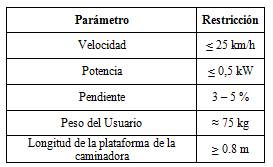 Parámetro Restricción
Velocidad ≤ 25 km/h
Potencia ≤ 0,5 kW
Pendiente 3 – 5 %
Peso del Usuario ≈ 75 kg
Longitud de la plataforma de la
caminadora ≥ 0.8 m